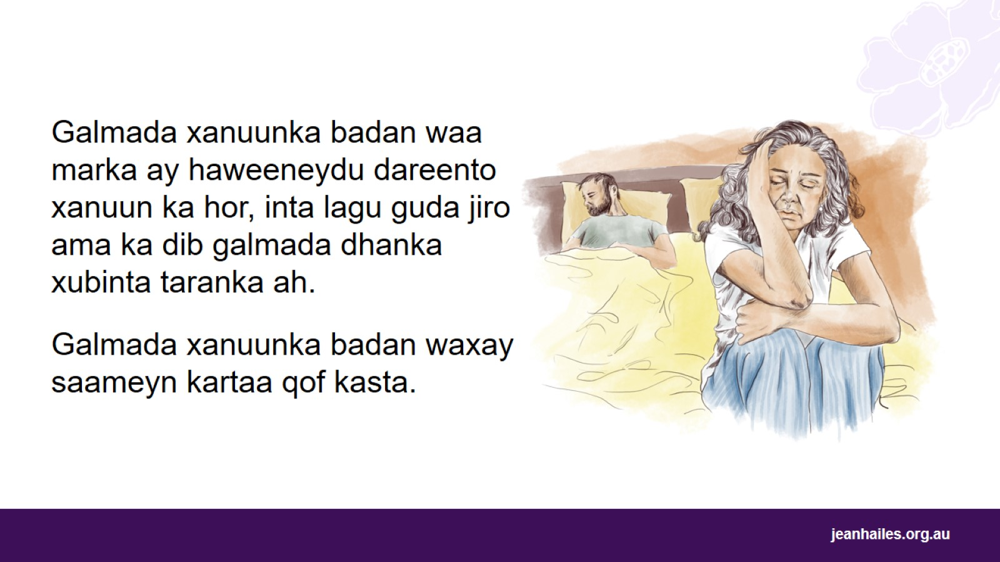 Galmada xanuunka badan waa
marka ay haweeneydu dareento
xanuun ka hor, inta lagu guda jiro
ama ka dib galmada dhanka
xubinta taranka ah.
Galmada xanuunka badan waxay
saameyn kartaa qof kasta.
jeanhailes.org.au